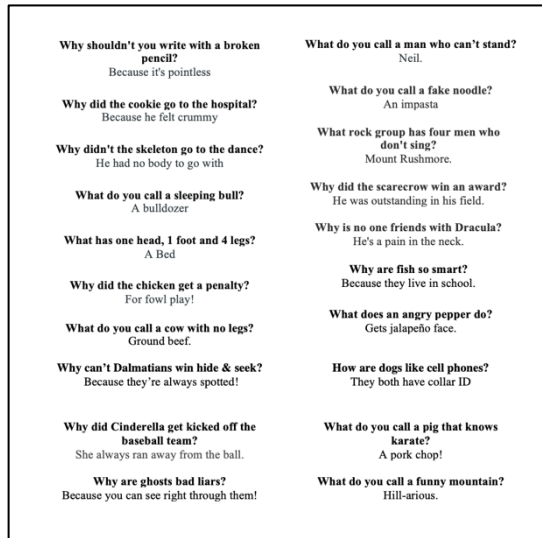 Why shouldn't you write with a broken
pencil?
Because it's pointless
Why did the cookie go to the hospital?
Because he felt crummy
Why didn't the skeleton go to the dance?
He had no body to go with
What do you call a sleeping bull?
A bulldozer
What has one head, 1 foot and 4 legs?
A Bed
Why did the chicken get a penalty?
For fowl play!
What do you call a cow with no legs?
Ground beef.
Why can't Dalmatians win hide & seek?
Because they're always spotted!
Why did Cinderella get kicked off the
baseball team?
She always ran away from the ball.
Why are ghosts bad liars?
Because you can see right through them!
What do you call a man who can't stand?
Neil.
What do you call a fake noodle?
An impasta
What rock group has four men who
don't sing?
Mount Rushmore.
Why did the scarecrow win an award?
He was outstanding in his field.
Why is no one friends with Dracula?
He's a pain in the neck.
Why are fish so smart?
Because they live in school.
What does an angry pepper do?
Gets jalapeño face.
How are dogs like cell phones?
They both have collar ID
What do you call a pig that knows
karate?
A pork chop!
What do you call a funny mountain?
Hill-arious.